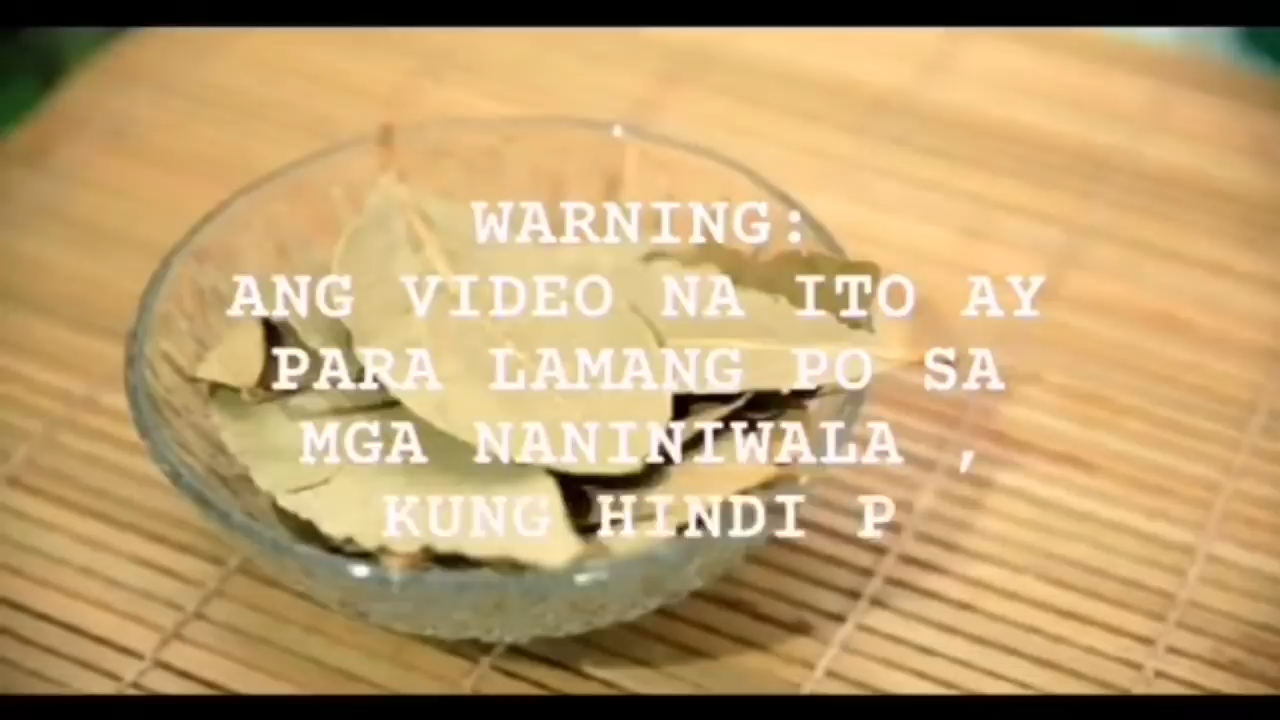 WARNING:
ANG VIDEO NA ITO AY
PARA LAMANG PO SA
MGA NANINIWALA ,
KUNG HINDI P